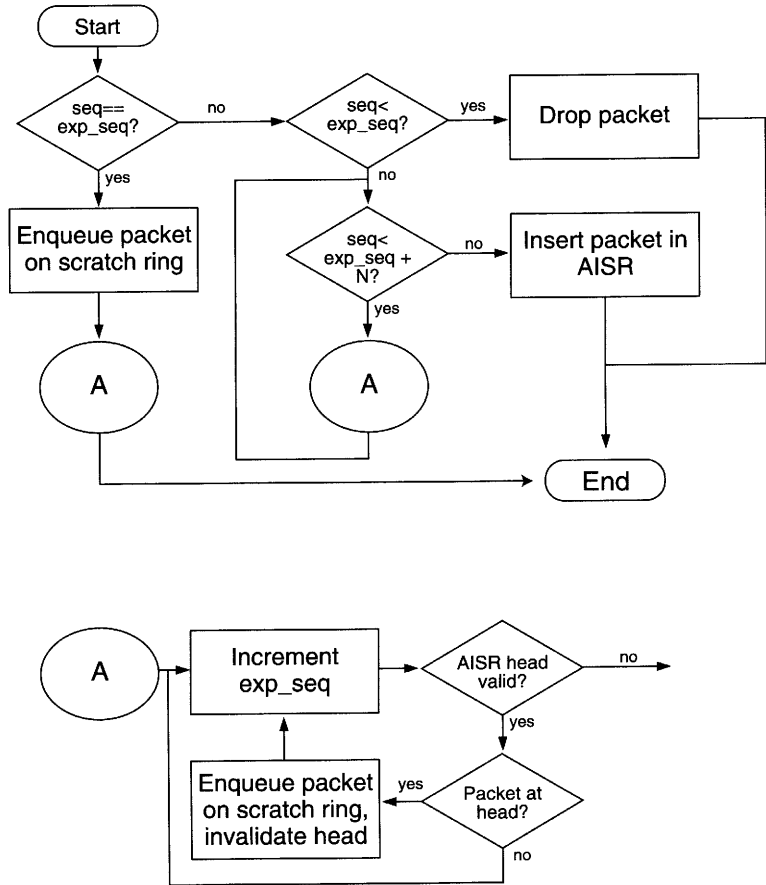 Start
seq==
exp_seq?
no
seq<
exp_seq?
yes
Drop packet
yes
no
Enqueue packet
on scratch ring
seq<
exp_seq +
N?
no
Insert packet in
AISR
yes
A
A
End
A
Increment
exp_seq
AISR head
valid?
no
yes
Enqueue packet
on scratch ring,
invalidate head
yes
Packet at
head?
no